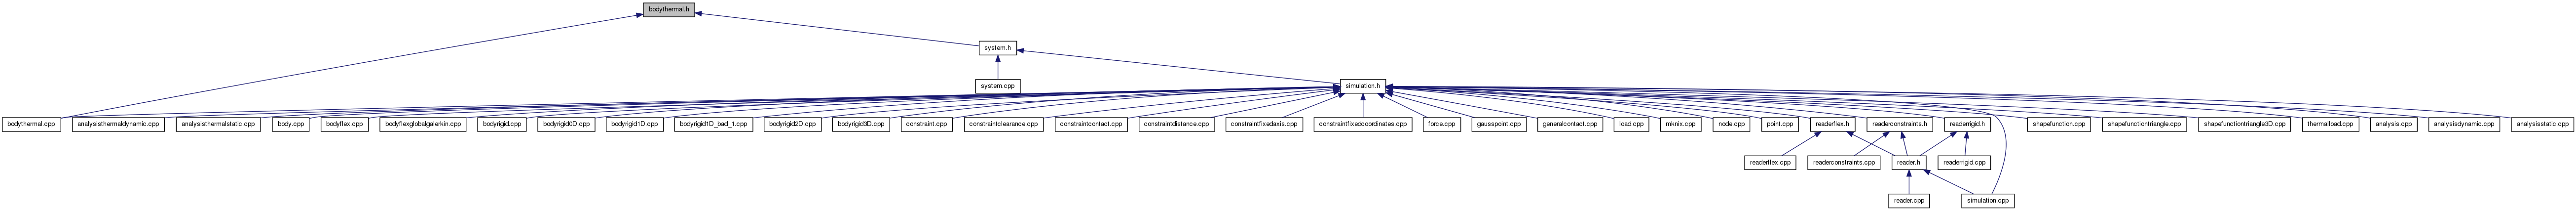 bodythermal.h
system.h
system.cpp
simulation.h
bodythermal.cpp
analysisthermaldynamic.cpp
analysisthermalstatic.cpp
body.cpp
bodyflex.cpp
bodyflexglobalgalerkin.cpp
bodyrigid.cpp
bodyrigid0D.cpp
bodyrigid1D.cpp
bodyrigid1D_bad_1.cpp
bodyrigid2D.cpp
bodyrigid3D.cpp
constraint.cpp
constraintclearance.cpp
constraintcontact.cpp
constraintdistance.cpp
constraintfixedaxis.cpp
constraintfixedcoordinates.cpp
force.cpp
gausspoint.cpp
generalcontact.cpp
load.cpp
mknix.cpp
node.cpp
point.cpp
readerflex.h
readerconstraints.h
readerrigid.h
shapefunction.cpp
shapefunctiontriangle.cpp
shapefunctiontriangle3D.cpp
thermalload.cpp
analysis.cpp
analysisdynamic.cpp
analysisstatic.cpp
readerflex.cpp
readerconstraints.cpp
reader.h
readerrigid.cpp
reader.cpp
simulation.cpp